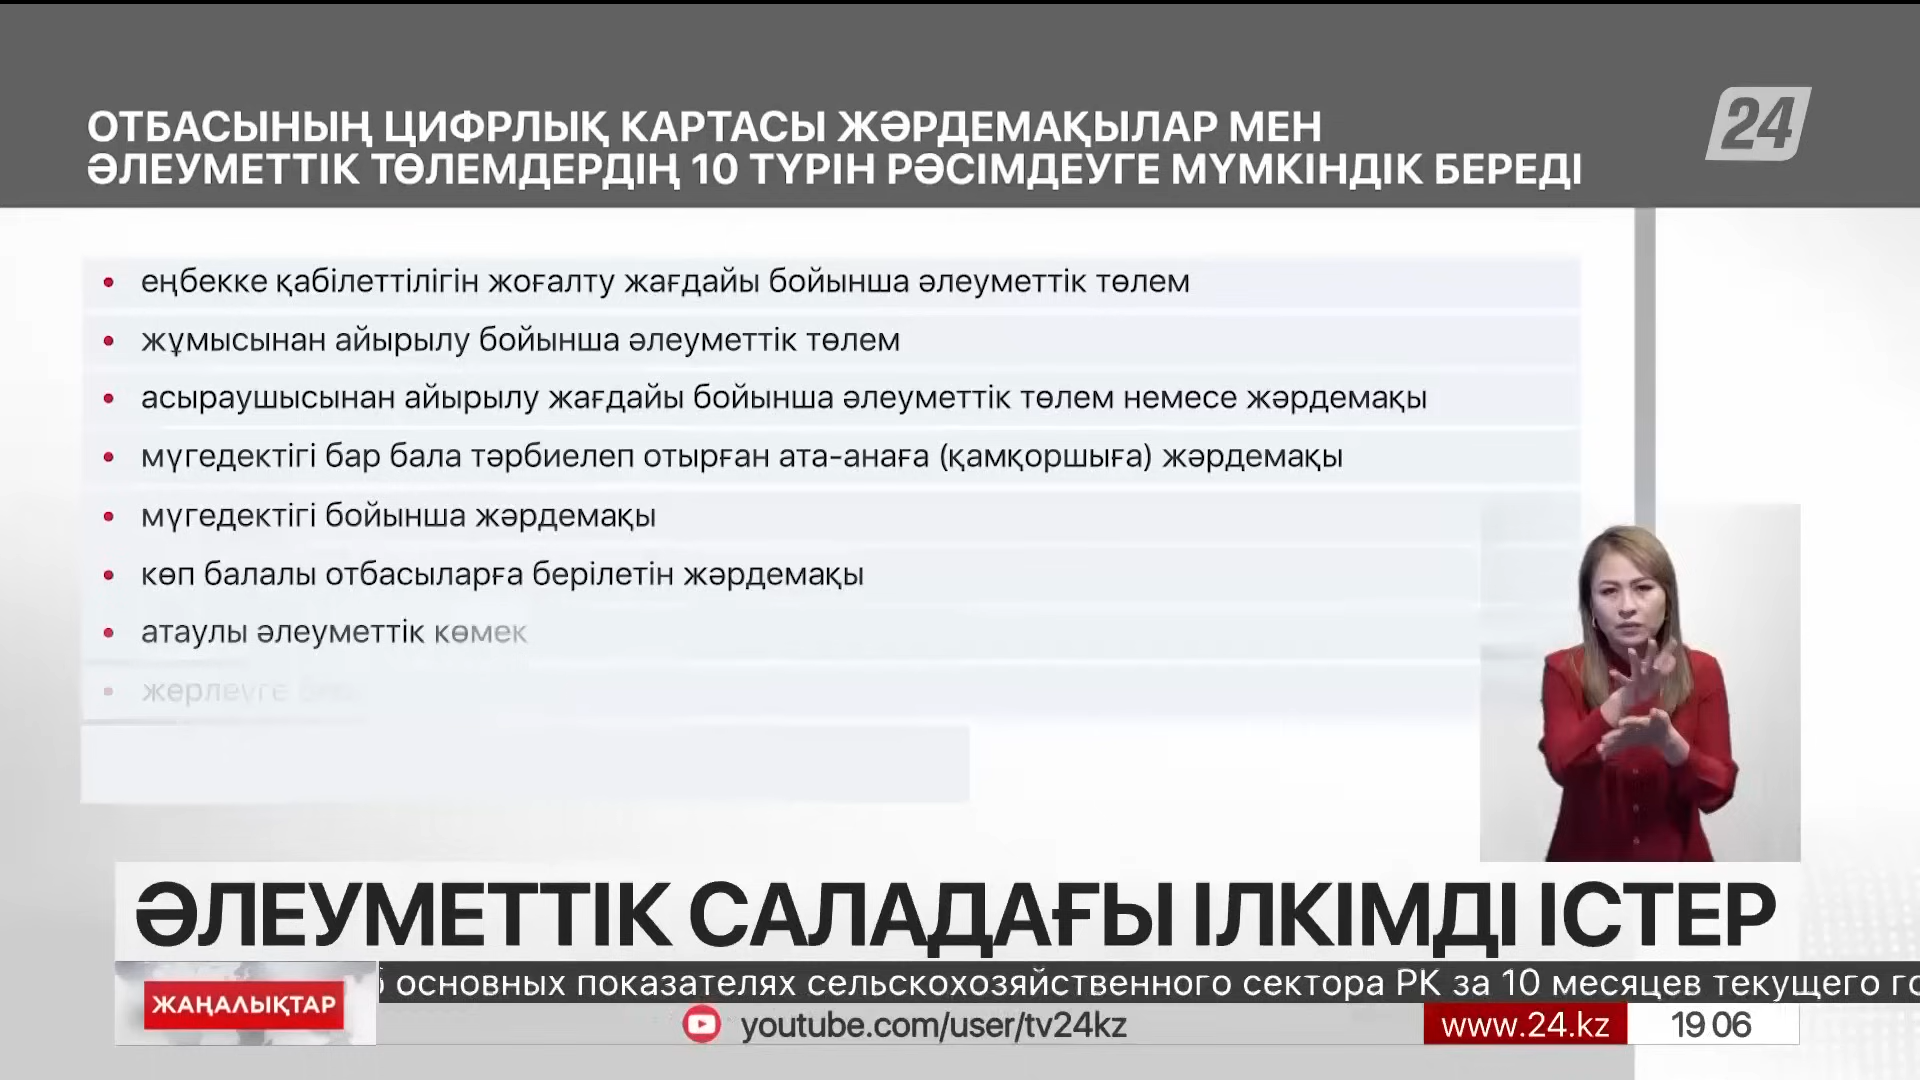 ОТБАСЫНЫҢ ЦИФРЛЫҚ КАРТАСЫ ЖӘРДЕМАҚЫЛАР МЕН
ӘЛЕУМЕТТІК ТӨЛЕМДЕРДІҢ 10 ТҮРІН РӘСІМДЕУГЕ МҮМКІНДІК БЕРЕДІ
24
• еңбекке қабілеттілігін жоғалту жағдайы бойынша әлеуметтік төлем
• жұмысынан айырылу бойынша әлеуметтік төлем
• асыраушысынан айырылу жағдайы бойынша әлеуметтік төлем немесе жәрдемақы
• мүгедектігі бар бала тәрбиелеп отырған ата-анаға (қамқоршыға) жәрдемақы
• мүгедектігі бойынша жәрдемақы
• көп балалы отбасыларға берілетін жәрдемақы
• атаулы әлеуметтік көмек
• жерлеуге
ӘЛЕУМЕТТІК САЛАДАҒЫ ІЛКІМДІ ІСТЕР
ЖАҢАЛЫҚТАР
основных показателях сельскохозяйственного сектора РК за 10 месяцев текущего го
youtube.com/user/tv24kz
www.24.kz
19 06